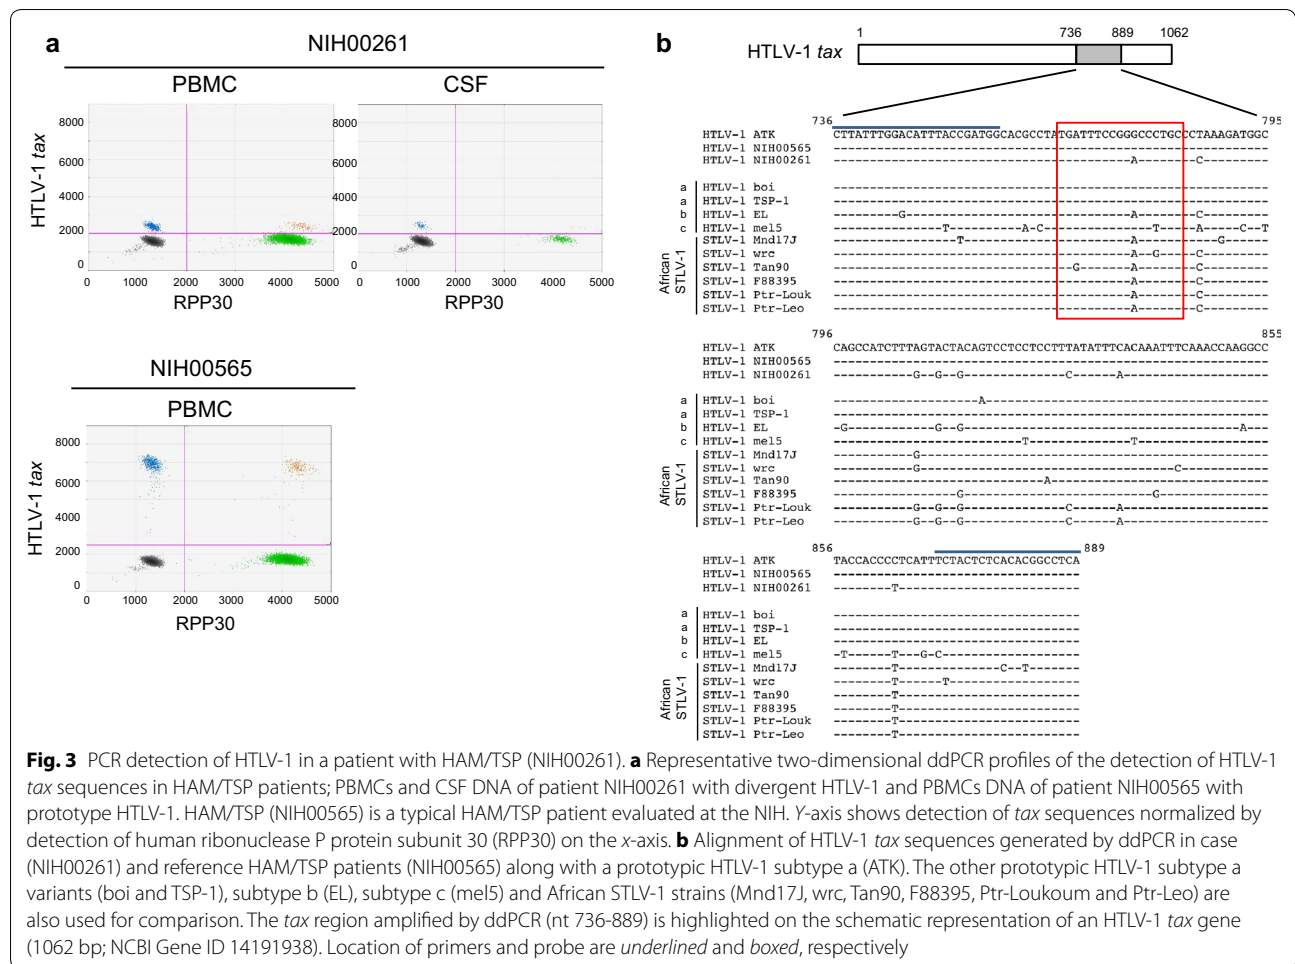 a
NIH00261
PBMC
CSF
HTLV-1 tax
8000
6000
4000
2000
0
0 1000 2000 3000 4000 5000
RPP30
8000
6000
4000
2000
0
0 1000 2000 3000 4000 5000
RPP30
NIH00565
PBMC
HTLV-1 tax
8000
6000
4000
2000
0
0 1000 2000 3000 4000 5000
RPP30
b
1 736 889 1062
HTLV-1 tax
736 795
HTLV-1 ATK CTTATTTGGACATTTACCGATGGCACGCCTATGATTTCCGGGCCCTGCCCTAAAGATGGC
HTLV-1 NIH00565 ------------------------------------------------------------
HTLV-1 NIH00261 -----------------------------------------A--------C---------
a HTLV-1 boi ------------------------------------------------------------
a HTLV-1 TSP-1 ------------------------------------------------------------
b HTLV-1 EL ---------G-------------------------------A--------C---------
c HTLV-1 mel5 ---------------T----------A-C---------------T-----A-----C--T
African STLV-1
STLV-1 Mnd17J -----------------T-----------------------A-----------G------
STLV-1 wrc -----------------------------------------A--G-----C---------
STLV-1 Tan90 ---------------------------------G-------A--------C---------
STLV-1 F88395 -----------------------------------------A--------C---------
STLV-1 Ptr-Louk -----------------------------------------A--------C---------
STLV-1 Ptr-Leo -----------------------------------------A--------C---------
796 855
HTLV-1 ATK CAGCCATCTTTAGTACTACAGTCCTCCTCCTTTATATTTCACAAATTTCAAACCAAGGCC
HTLV-1 NIH00565 ------------------------------------------------------------
HTLV-1 NIH00261 -----------G--G--G--------------C------A--------------------
a HTLV-1 boi --------------------A---------------------------------------
a HTLV-1 TSP-1 ------------------------------------------------------------
b HTLV-1 EL -G------------G--G--------------------------------------A---
c HTLV-1 mel5 --------------------------T--------------T------------------
African STLV-1
STLV-1 Mnd17J -----------G------------------------------------------------
STLV-1 wrc -----------G-----------------------------------C------------
STLV-1 Tan90 -----------------------------A------------------------------
STLV-1 F88395 -----------------G--------------------------G---------------
STLV-1 Ptr-Louk -----------G--G--G--------------C------A--------------------
STLV-1 Ptr-Leo -----------G--G--G--------------C------A--------------------
856 889
HTLV-1 ATK TACCACCCCTCATTTCTACTCTCACACGGCCTCA
HTLV-1 NIH00565 ----------------------------------
HTLV-1 NIH00261 --------T-------------------------
a HTLV-1 boi ----------------------------------
a HTLV-1 TSP-1 ----------------------------------
b HTLV-1 EL ----------------------------------
c HTLV-1 mel5 -T------T---G-C-------------------
African STLV-1
STLV-1 Mnd17J --------T--------------C--T-------
STLV-1 wrc --------T------T------------------
STLV-1 Tan90 --------T-------------------------
STLV-1 F88395 --------T-------------------------
STLV-1 Ptr-Louk --------T-------------------------
STLV-1 Ptr-Leo --------T-------------------------
Fig. 3 PCR detection of HTLV-1 in a patient with HAM/TSP (NIH00261). a Representative two-dimensional ddPCR profiles of the detection of HTLV-1
tax sequences in HAM/TSP patients; PBMCs and CSF DNA of patient NIH00261 with divergent HTLV-1 and PBMCs DNA of patient NIH00565 with
prototype HTLV-1. HAM/TSP (NIH00565) is a typical HAM/TSP patient evaluated at the NIH. Y-axis shows detection of tax sequences normalized by
detection of human ribonuclease P protein subunit 30 (RPP30) on the x-axis. b Alignment of HTLV-1 tax sequences generated by ddPCR in case
(NIH00261) and reference HAM/TSP patients (NIH00565) along with a prototypic HTLV-1 subtype a (ATK). The other prototypic HTLV-1 subtype a
variants (boi and TSP-1), subtype b (EL), subtype c (mel5) and African STLV-1 strains (Mnd17J, wrc, Tan90, F88395, Ptr-Loukoum and Ptr-Leo) are
also used for comparison. The tax region amplified by ddPCR (nt 736-889) is highlighted on the schematic representation of an HTLV-1 tax gene
(1062 bp; NCBI Gene ID 14191938). Location of primers and probe are underlined and boxed, respectively